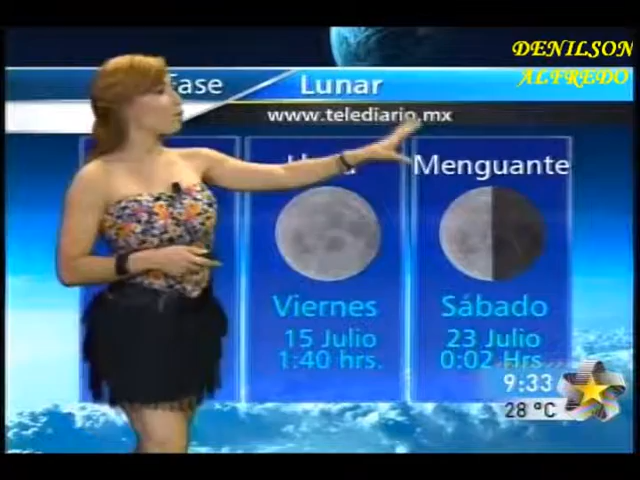 DENILSON
ALFREDO
Fase Lunar
www.telediario.mx
Menguante
Viernes
15 Julio
1:40 hrs.
Sábado
23 Julio
0:02 Hrs.
9:33
28 °C